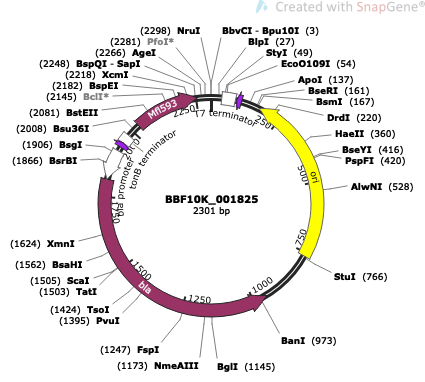 Created with SnapGene®
(2298) NruI
(2281) PfoI*
(2266) AgeI
(2248) BspQI - SapI
(2218) XcmI
(2182) BspEI
(2145) BclI*
(2081) BstEII
(2008) Bsu36I
(1906) BsgI
(1866) BsrBI
(1624) XmnI
(1562) BsaHI
(1505) ScaI
(1503) TatI
(1424) TsoI
(1395) PvuI
(1247) FspI
(1173) NmeAIII
BglI (1145)
BanI (973)
StuI (766)
AlwNI (528)
PspFI (420)
BseYI (416)
HaeII (360)
DrdI (220)
BsmI (167)
BseRI (161)
ApoI (137)
EcoO109I (54)
StyI (49)
BlpI (27)
BbvCI - Bpu10I (3)
Mfl593
T7 terminator
tonB terminator
bla promoter
bla
ori
250
500
750
1000
1250
1500
1750
2250
BBF10K_001825
2301 bp